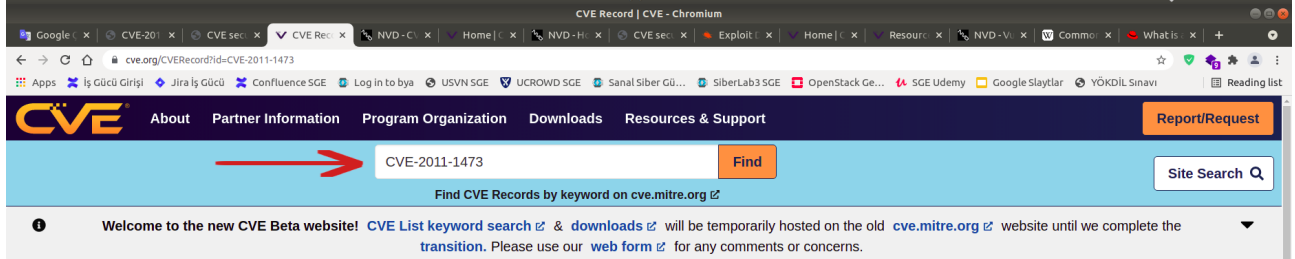 CVE Record | CVE - Chromium
Google C CVE-201 CVE secu CVE Reco NVD - CV Home | C NVD - Ho CVE secu Exploit D Home | C Resourc NVD - Vu Common What is a
cve.org/CVERecord?id=CVE-2011-1473
Apps İş Gücü Girişi Jira İş Gücü Confluence SGE Log in to bya USVN SGE UCROWD SGE Sanal Siber Gü... SiberLab3 SGE OpenStack Ge... SGE Udemy Google Slaytlar YÖKDİL Sınavı Reading list
CVE About Partner Information Program Organization Downloads Resources & Support Report/Request
CVE-2011-1473 Find
Site Search
Find CVE Records by keyword on cve.mitre.org
Welcome to the new CVE Beta website! CVE List keyword search & downloads will be temporarily hosted on the old cve.mitre.org website until we complete the
transition. Please use our web form for any comments or concerns.